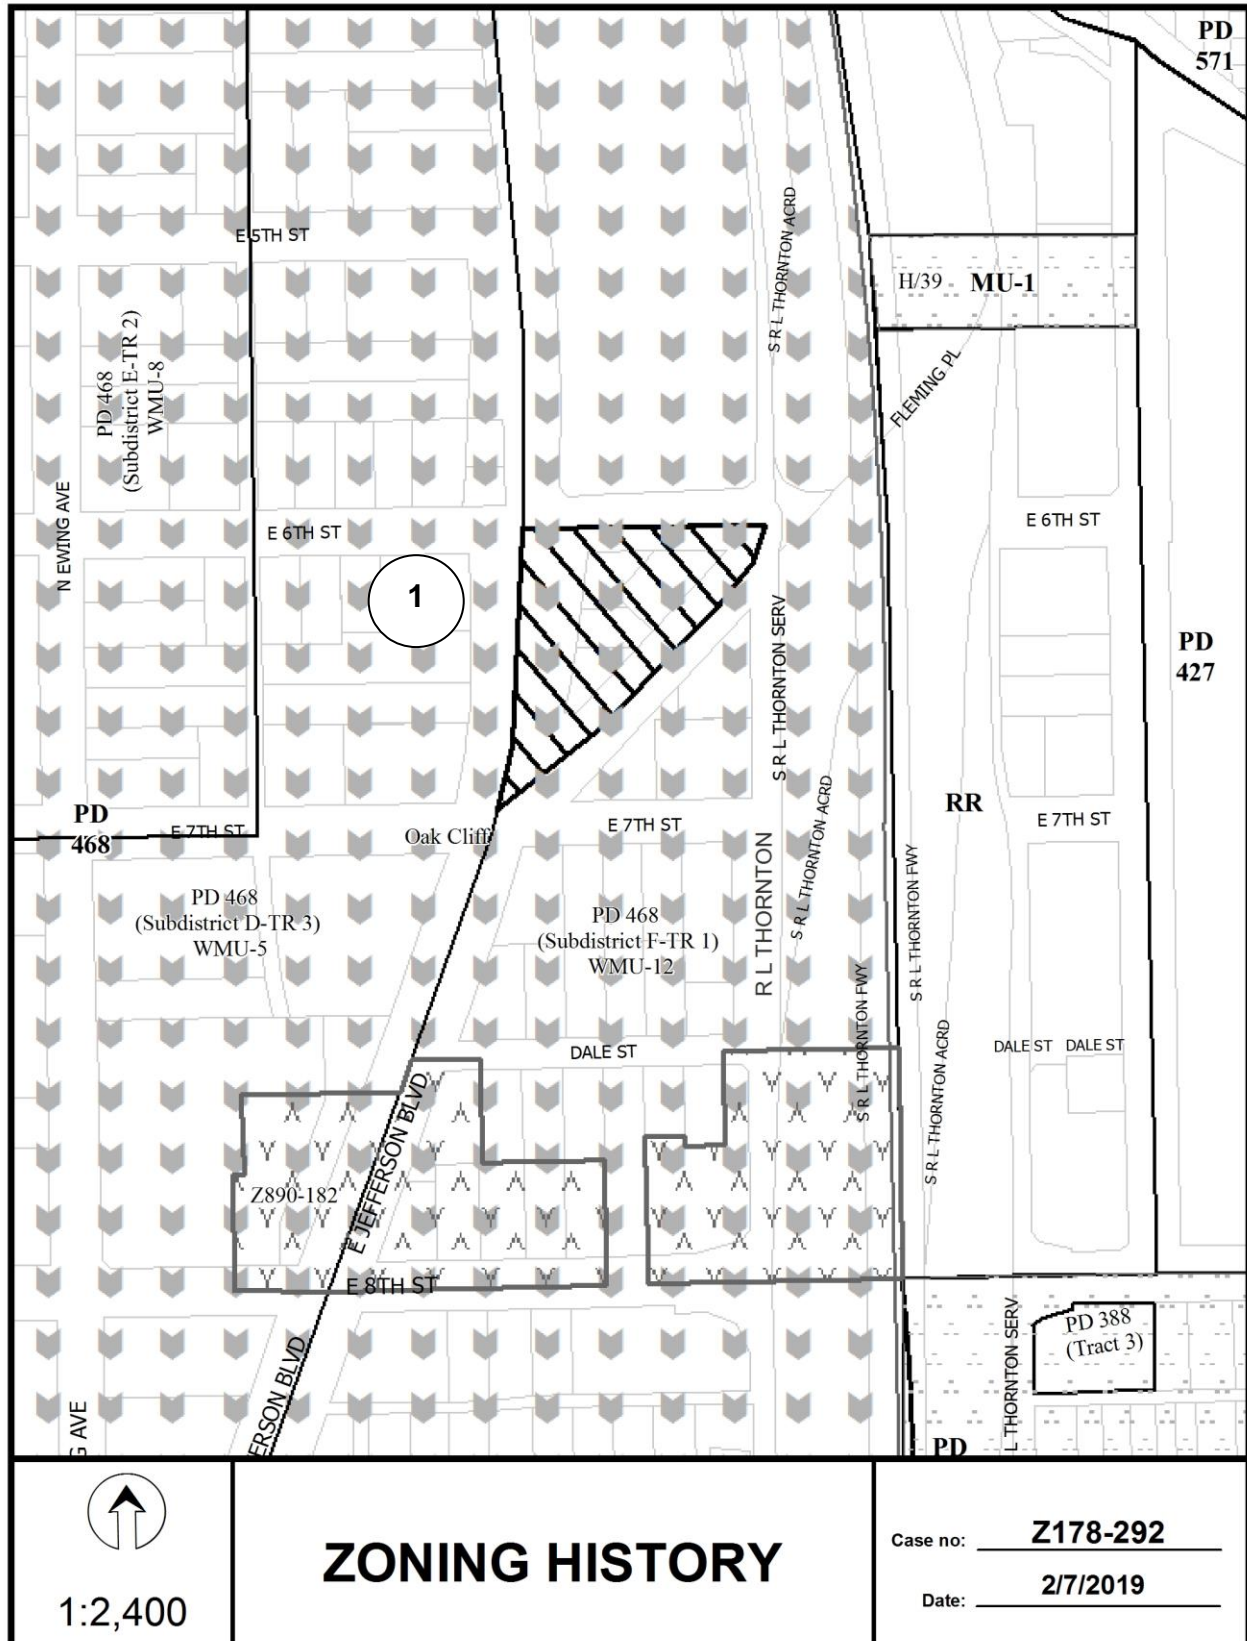 PD
571
E 5TH ST
S R L THORNTON ACRD
H/39
MU-1
PD 468
(Subdistrict E-TR 2)
WMU-8
FLEMING PL
N EWING AVE
E 6TH ST
E 6TH ST
1
S R L THORNTON SERV
PD
427
RR
PD
468
E 7TH ST
Oak Cliff
E 7TH ST
E 7TH ST
S R L THORNTON ACRD
R L THORNTON
PD 468
(Subdistrict D-TR 3)
WMU-5
PD 468
(Subdistrict F-TR 1)
WMU-12
S R L THORNTON FWY
S R L THORNTON FWY
DALE ST
DALE ST
DALE ST
S R L THORNTON ACRD
E JEFFERSON BLVD
Z890-182
E 8TH ST
L THORNTON SERV
PD 388
(Tract 3)
ERSON BLVD
G AVE
PD
1:2,400
ZONING HISTORY
Case no: Z178-292
Date: 2/7/2019